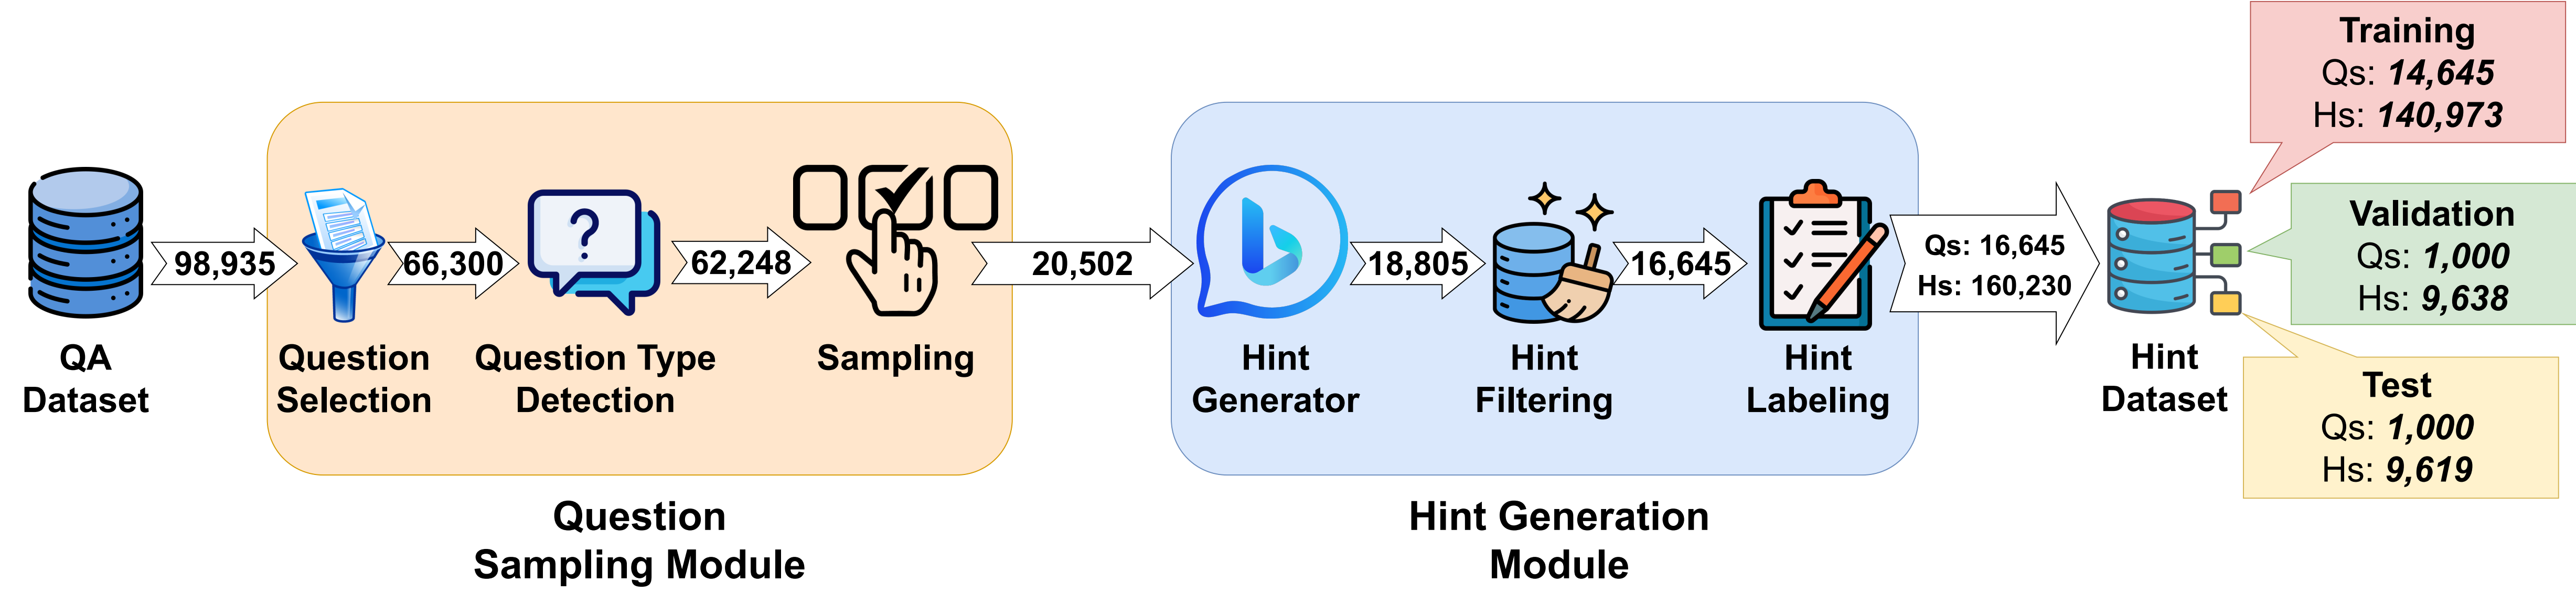 QA
Dataset
98,935
Question
Selection
66,300
Question Type
Detection
62,248
Sampling
Question
Sampling Module
20,502
Hint
Generator
18,805
Hint
Filtering
16,645
Hint
Labeling
Hint Generation
Module
Qs: 16,645
Hs: 160,230
Hint
Dataset
Training
Qs: 14,645
Hs: 140,973
Validation
Qs: 1,000
Hs: 9,638
Test
Qs: 1,000
Hs: 9,619